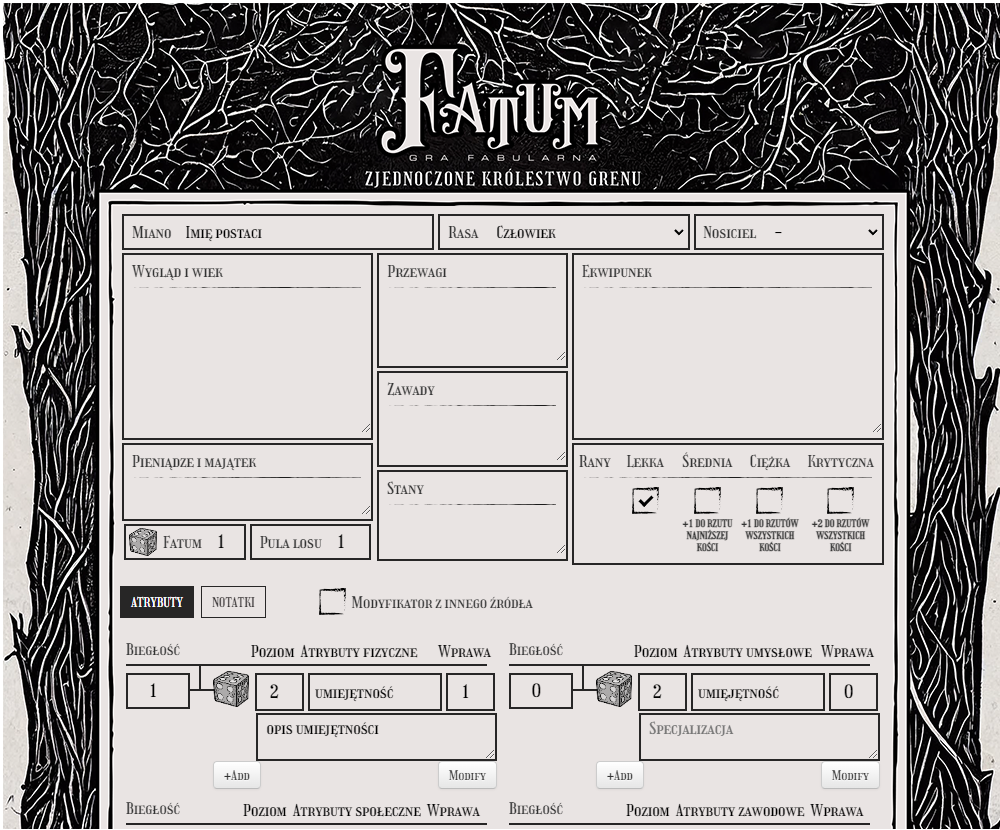 Fatum
GRA FABULARNA
ZJEDNOCZONE KRÓLESTWO GRENU
Miano Imię postaci Rasa Człowiek Nosiciel –
Wygląd i wiek Przewagi Ekwipunek
Zawady
Pieniądze i majątek Rany Lekka Średnia Ciężka Krytyczna
Stany
+1 do rzutu najniższej kości
+1 do rzutów wszystkich kości
+2 do rzutów wszystkich kości
Fatum 1 Pula losu 1
ATRYBUTY NOTATKI Modyfikator z innego źródła
Biegłość Poziom Atrybuty fizyczne Wprawa Biegłość Poziom Atrybuty umysłowe Wprawa
1 2 umiejętność 1 0 2 umięjętność 0
opis umiejętności Specjalizacja
+Add Modify +Add Modify
Biegłość Poziom Atrybuty społeczne Wprawa Biegłość Poziom Atrybuty zawodowe Wprawa